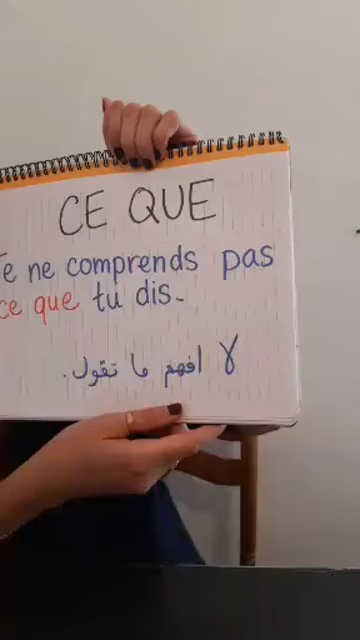 CE QUE
Je ne comprends pas
ce que tu dis.
لا افهم ما تقول.